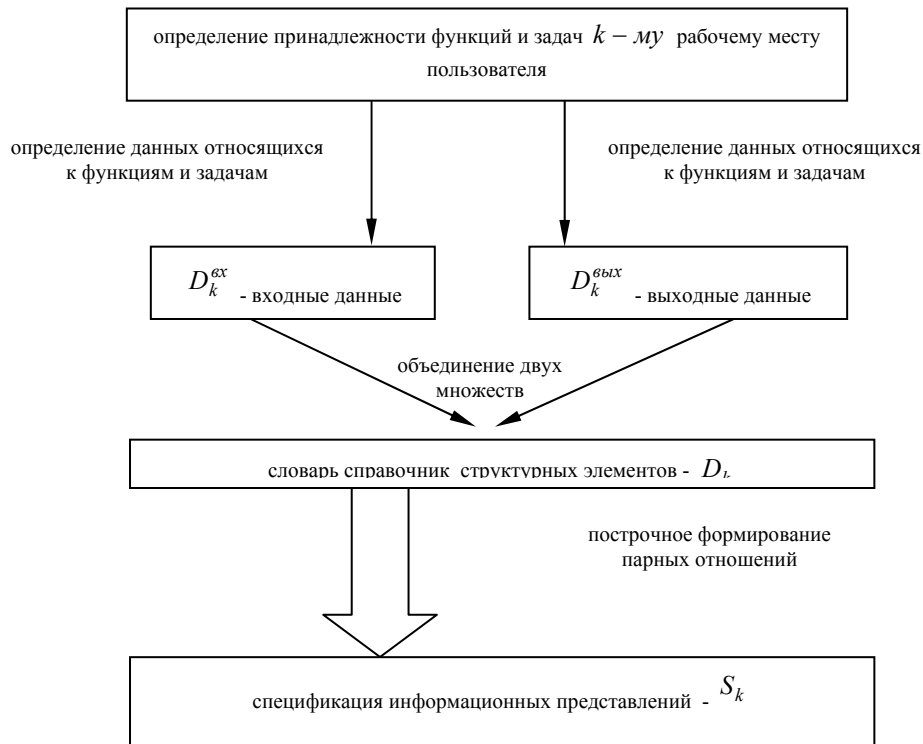 определение принадлежности функций и задач k – му рабочему месту
пользователя
определение данных относящихся
к функциям и задачам
определение данных относящихся
к функциям и задачам
D_k^{вх} - входные данные
D_k^{вых} - выходные данные
объединение двух
множеств
словарь справочник структурных элементов - D_k
построчное формирование
парных отношений
спецификация информационных представлений - S_k